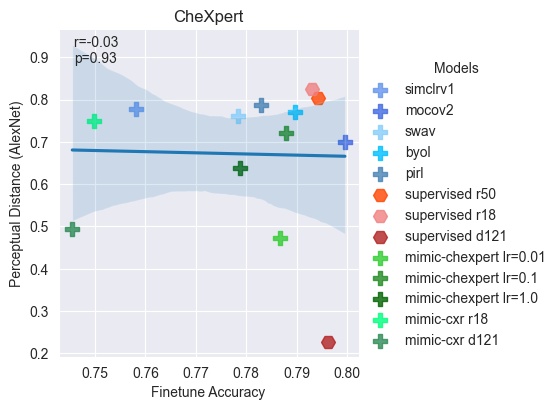 CheXpert
r=-0.03
p=0.93
Perceptual Distance (AlexNet)
0.9
0.8
0.7
0.6
0.5
0.4
0.3
0.2
0.75 0.76 0.77 0.78 0.79 0.80
Finetune Accuracy
Models
simclrv1
mocov2
swav
byol
pirl
supervised r50
supervised r18
supervised d121
mimic-chexpert lr=0.01
mimic-chexpert lr=0.1
mimic-chexpert lr=1.0
mimic-cxr r18
mimic-cxr d121